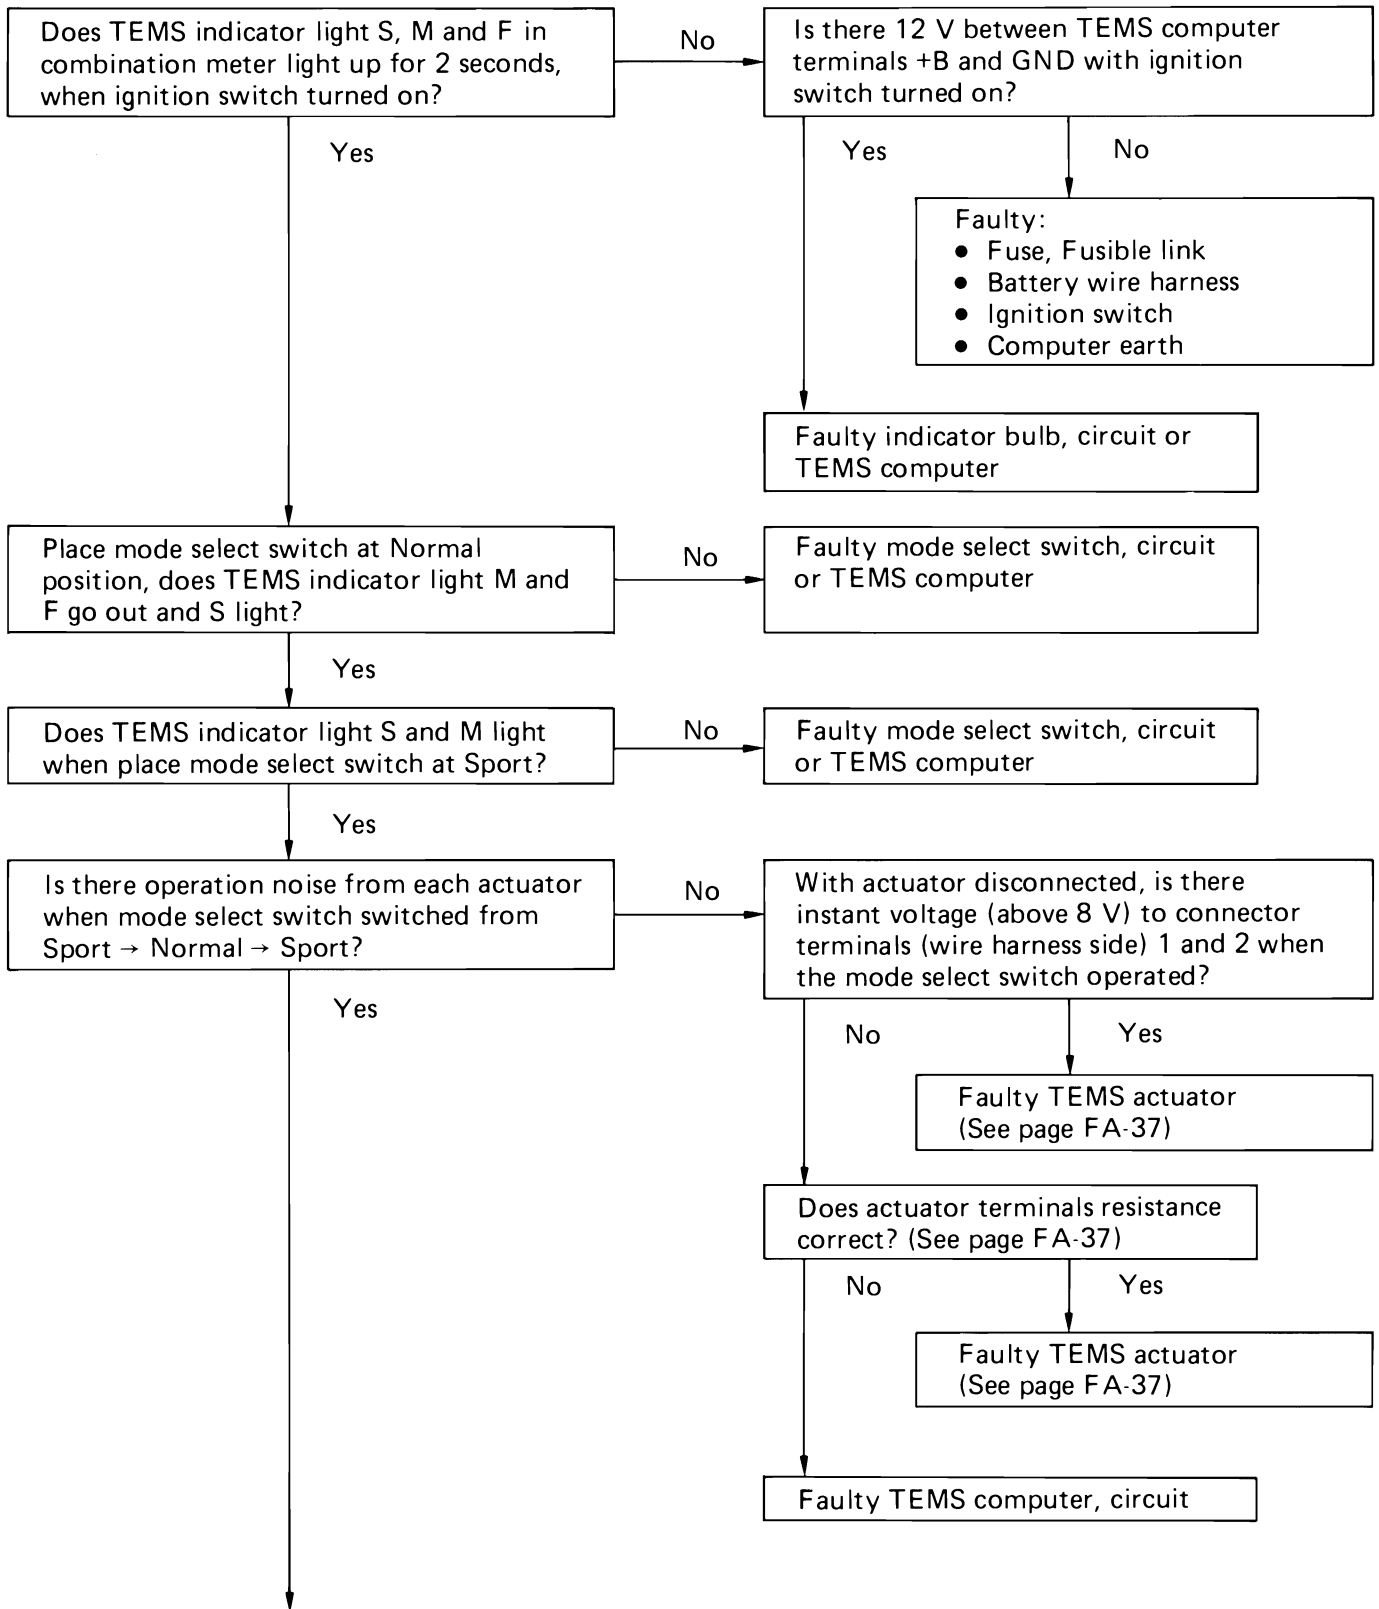 Does TEMS indicator light S, M and F in
combination meter light up for 2 seconds,
when ignition switch turned on?
No
Is there 12 V between TEMS computer
terminals +B and GND with ignition
switch turned on?
Yes
Yes
No
Faulty:
● Fuse, Fusible link
● Battery wire harness
● Ignition switch
● Computer earth
Faulty indicator bulb, circuit or
TEMS computer
Place mode select switch at Normal
position, does TEMS indicator light M and
F go out and S light?
No
Faulty mode select switch, circuit
or TEMS computer
Yes
Does TEMS indicator light S and M light
when place mode select switch at Sport?
No
Faulty mode select switch, circuit
or TEMS computer
Yes
Is there operation noise from each actuator
when mode select switch switched from
Sport → Normal → Sport?
No
With actuator disconnected, is there
instant voltage (above 8 V) to connector
terminals (wire harness side) 1 and 2 when
the mode select switch operated?
Yes
No
Yes
Faulty TEMS actuator
(See page FA-37)
Does actuator terminals resistance
correct? (See page FA-37)
No
Yes
Faulty TEMS actuator
(See page FA-37)
Faulty TEMS computer, circuit